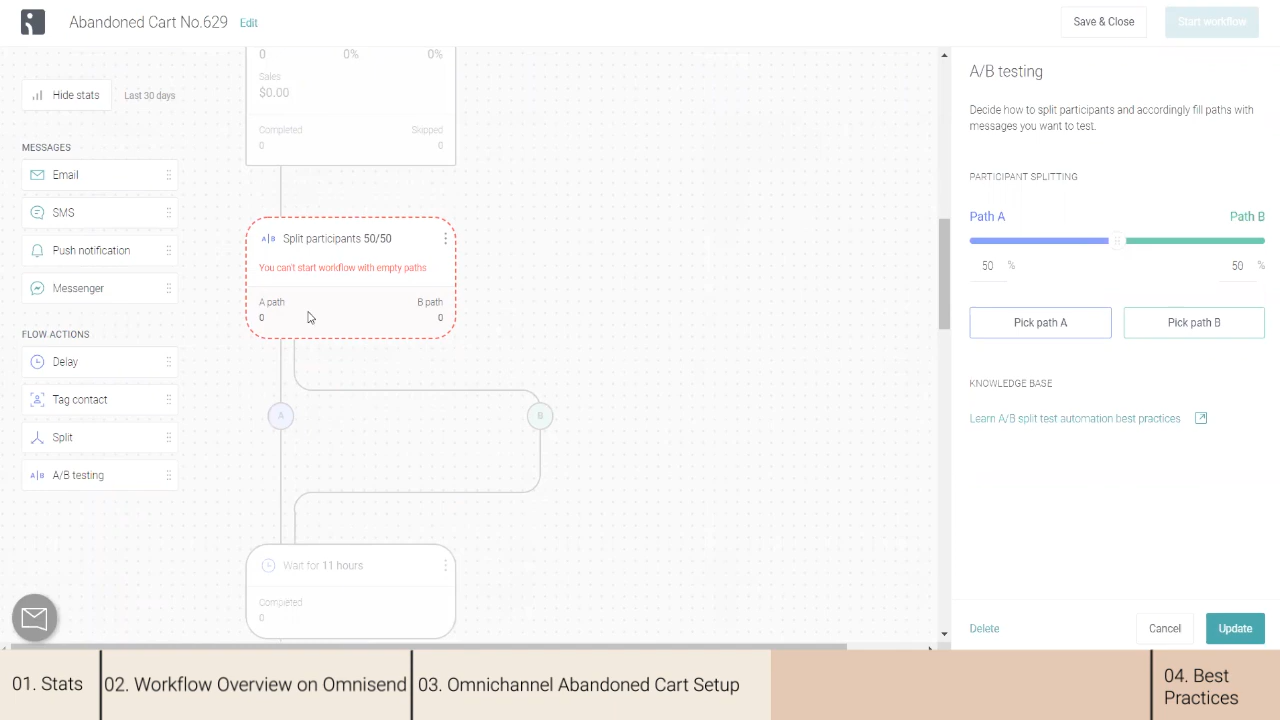 Abandoned Cart No.629 Edit
Save & Close
Start workflow
Hide stats
Last 30 days
MESSAGES
Email
SMS
Push notification
Messenger
FLOW ACTIONS
Delay
Tag contact
Split
A|B A/B testing
0 0% 0%
Sales
$0.00
Completed Skipped
0 0
A|B Split participants 50/50
You can't start workflow with empty paths
A path B path
0 0
A B
Wait for 11 hours
Completed
0
A/B testing
Decide how to split participants and accordingly fill paths with
messages you want to test.
PARTICIPANT SPLITTING
Path A Path B
50 % 50 %
Pick path A Pick path B
KNOWLEDGE BASE
Learn A/B split test automation best practices
Delete Cancel Update
01. Stats
02. Workflow Overview on Omnisend
03. Omnichannel Abandoned Cart Setup
04. Best
Practices